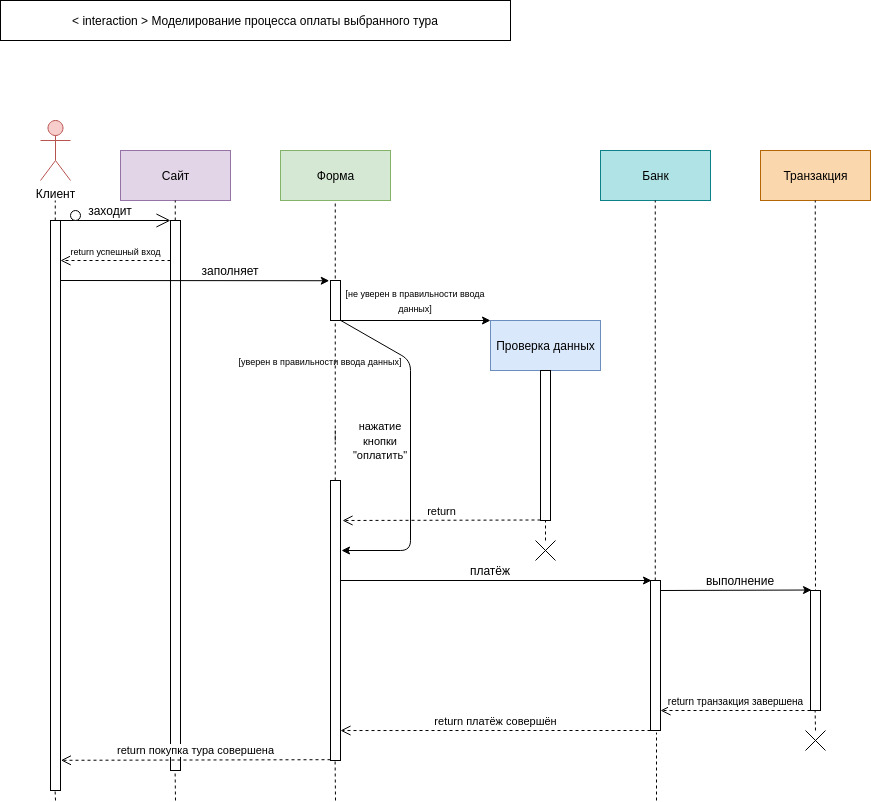 < interaction > Моделирование процесса оплаты выбранного тура
Клиент
Сайт
Форма
Банк
Транзакция
заходит
return успешный вход
заполняет
[не уверен в правильности ввода
данных]
Проверка данных
[уверен в правильности ввода данных]
нажатие
кнопки
"оплатить"
return
платёж
выполнение
return транзакция завершена
return платёж совершён
return покупка тура совершена